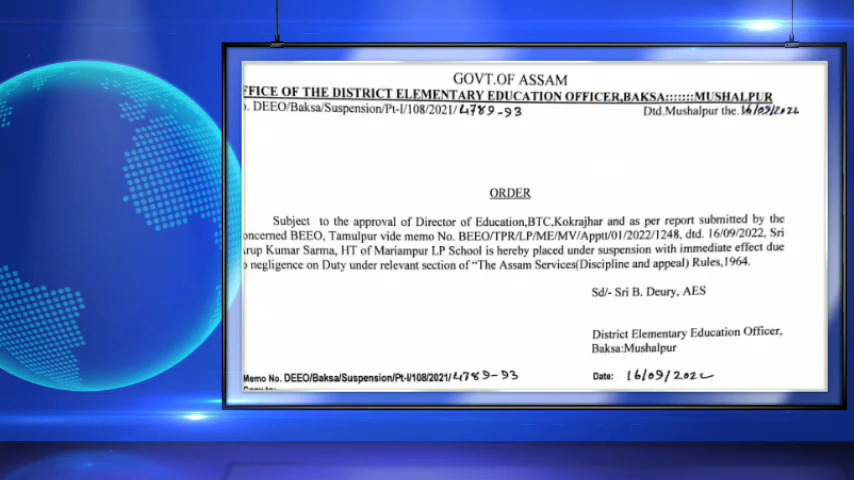 GOVT.OF ASSAM
FFICE OF THE DISTRICT ELEMENTARY EDUCATION OFFICER,BAKSA:::::::MUSHALPUR
o. DEEO/Baksa/Suspension/Pt-I/108/2021/4789-93 Dtd.Mushalpur the.16/09/2022
ORDER
Subject to the approval of Director of Education,BTC,Kokrajhar and as per report submitted by the
oncerned BEEO, Tamulpur vide memo No. BEEO/TPR/LP/ME/MV/Apptt/01/2022/1248, dtd. 16/09/2022, Sri
Arup Kumar Sarma, HT of Mariampur LP School is hereby placed under suspension with immediate effect due
o negligence on Duty under relevant section of “The Assam Services(Discipline and appeal) Rules,1964.
Sd/- Sri B. Deury, AES
District Elementary Education Officer,
Baksa:Mushalpur
Memo No. DEEO/Baksa/Suspension/Pt-I/108/2021/4789-93 Date: 16/09/2022